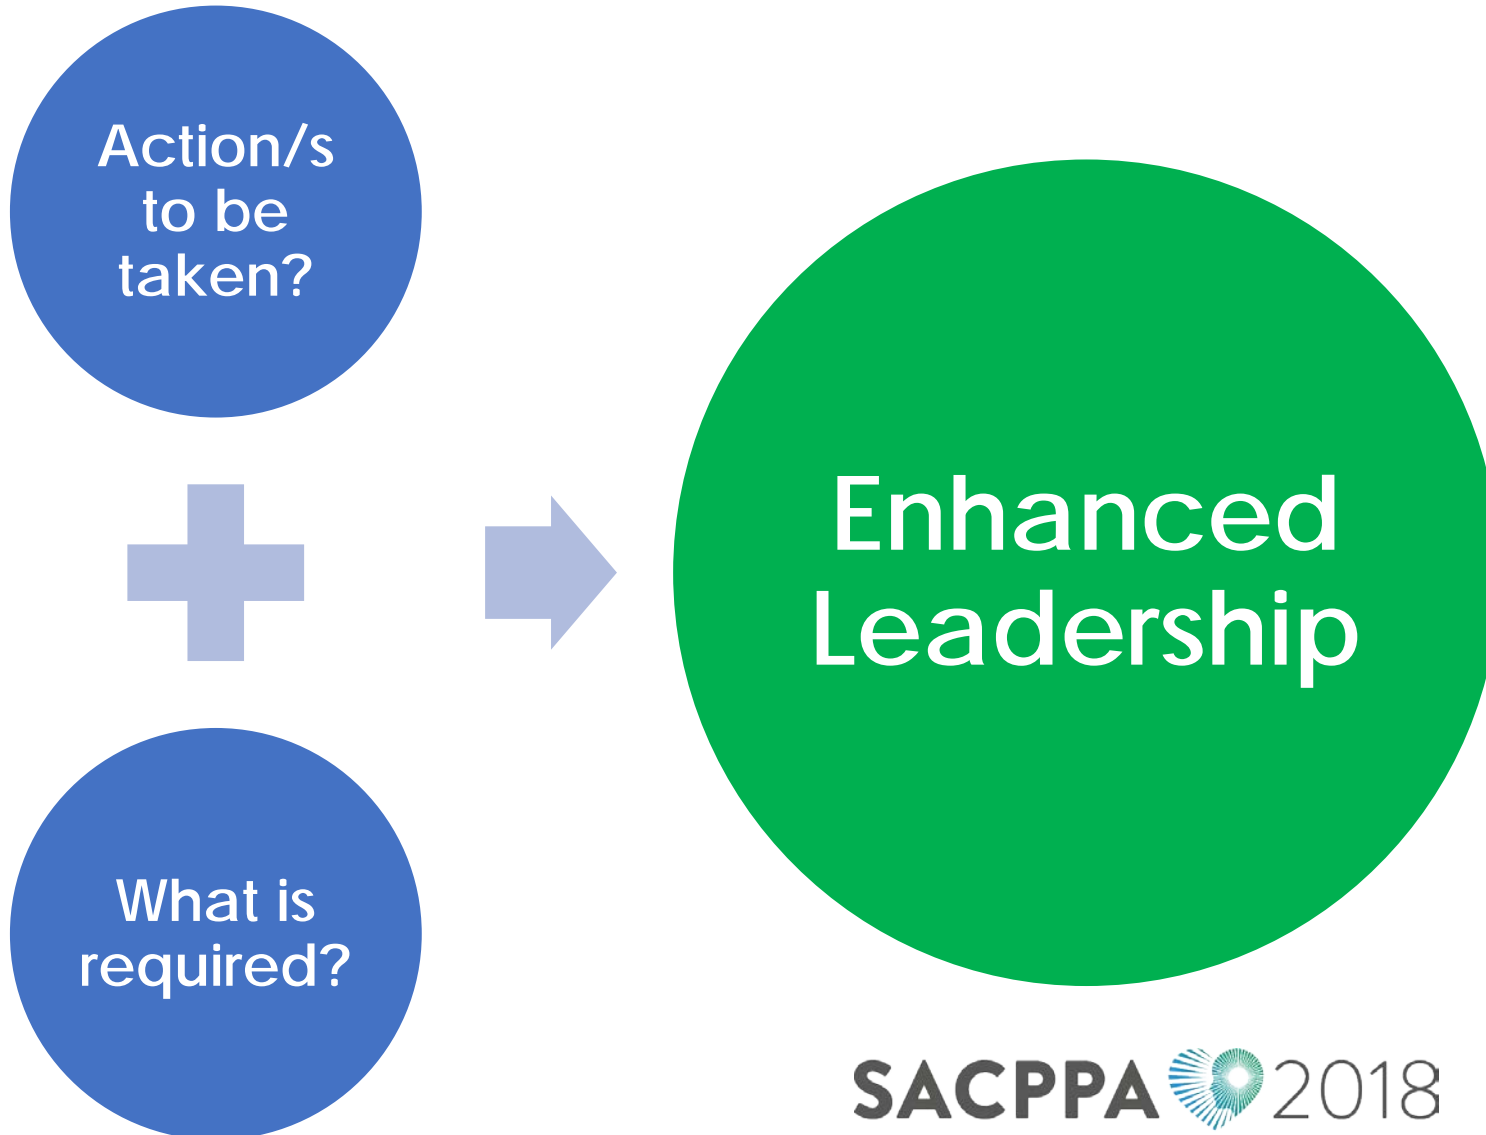 Action/s
to be
taken?
What is
required?
Enhanced
Leadership
SACPPA 2018